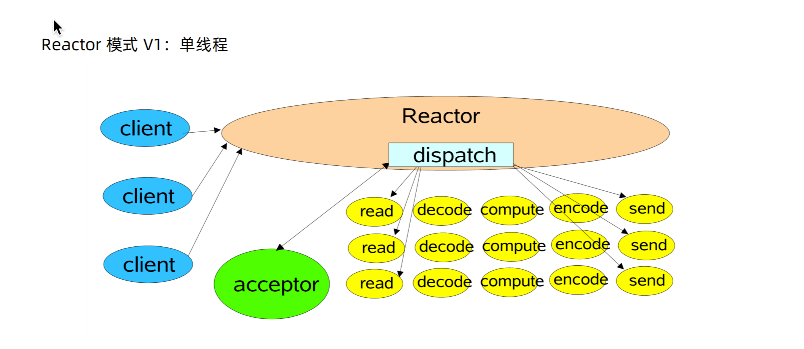 Reactor 模式 V1：单线程
Reactor
client
dispatch
client
read decode compute encode send
read decode compute encode send
client
acceptor
read decode compute encode send